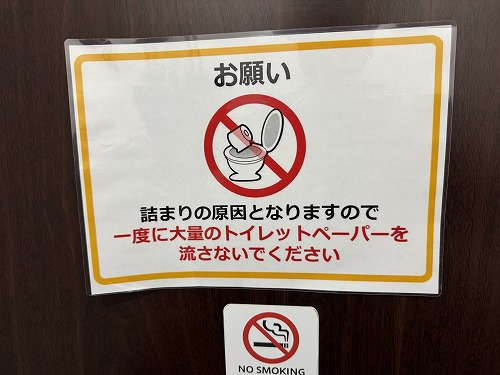 お願い
詰まりの原因となりますので
一度に大量のトイレットペーパーを
流さないでください
NO SMOKING